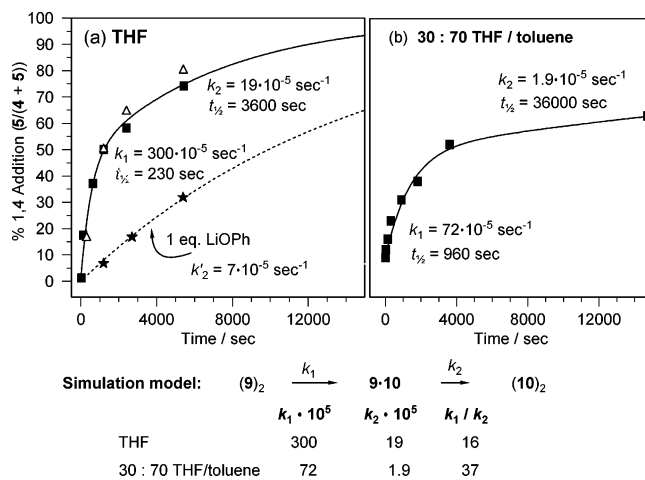 % 1,4 Addition (5/(4 + 5))
100
90
80
70
60
50
40
30
20
10
0
(a) THF
k₂ = 19·10⁻⁵ sec⁻¹
t½ = 3600 sec
k₁ = 300·10⁻⁵ sec⁻¹
t½ = 230 sec
1 eq. LiOPh
k'₂ = 7·10⁻⁵ sec⁻¹
0 4000 8000 12000
Time / sec
(b) 30 : 70 THF / toluene
k₂ = 1.9·10⁻⁵ sec⁻¹
t½ = 36000 sec
k₁ = 72·10⁻⁵ sec⁻¹
t½ = 960 sec
0 4000 8000 12000
Time / sec
k₁ k₂
Simulation model: (9)₂ → 9·10 → (10)₂
k₁ · 10⁵ k₂ · 10⁵ k₁ / k₂
THF 300 19 16
30 : 70 THF/toluene 72 1.9 37